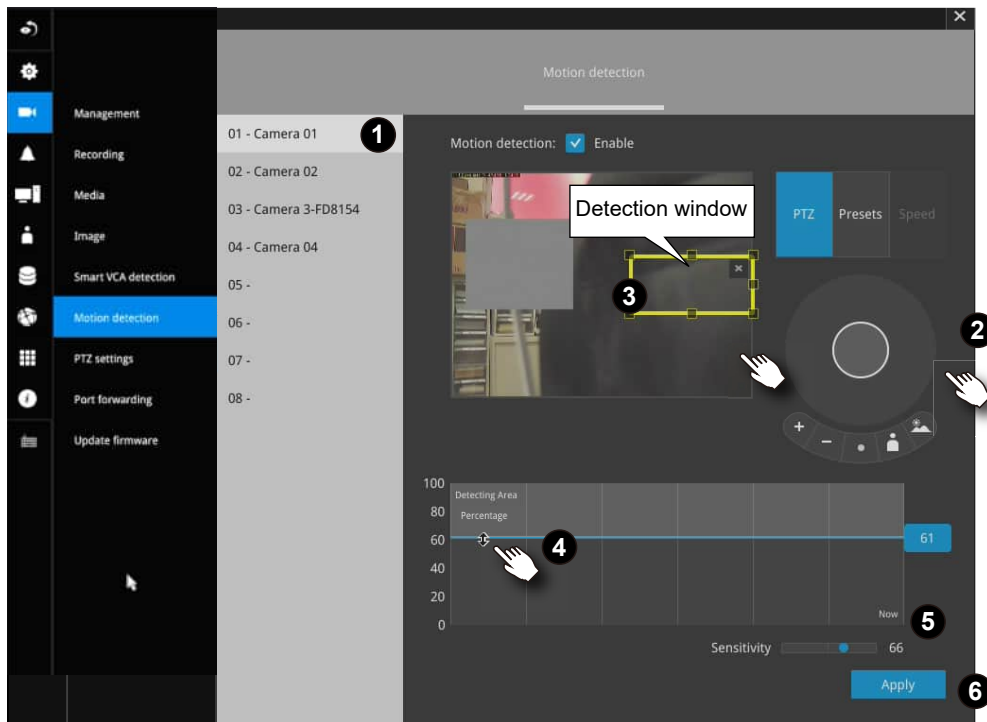 Motion detection
Management
Recording
Media
Image
Smart VCA detection
Motion detection
PTZ settings
Port forwarding
Update firmware
01 - Camera 01
1
02 - Camera 02
03 - Camera 3-FD8154
04 - Camera 04
05 -
06 -
07 -
08 -
Motion detection: Enable
Detection window
3
PTZ Presets Speed
2
100
80
60
40
20
0
Detecting Area
Percentage
4
61
Now
5
Sensitivity 66
Apply
6